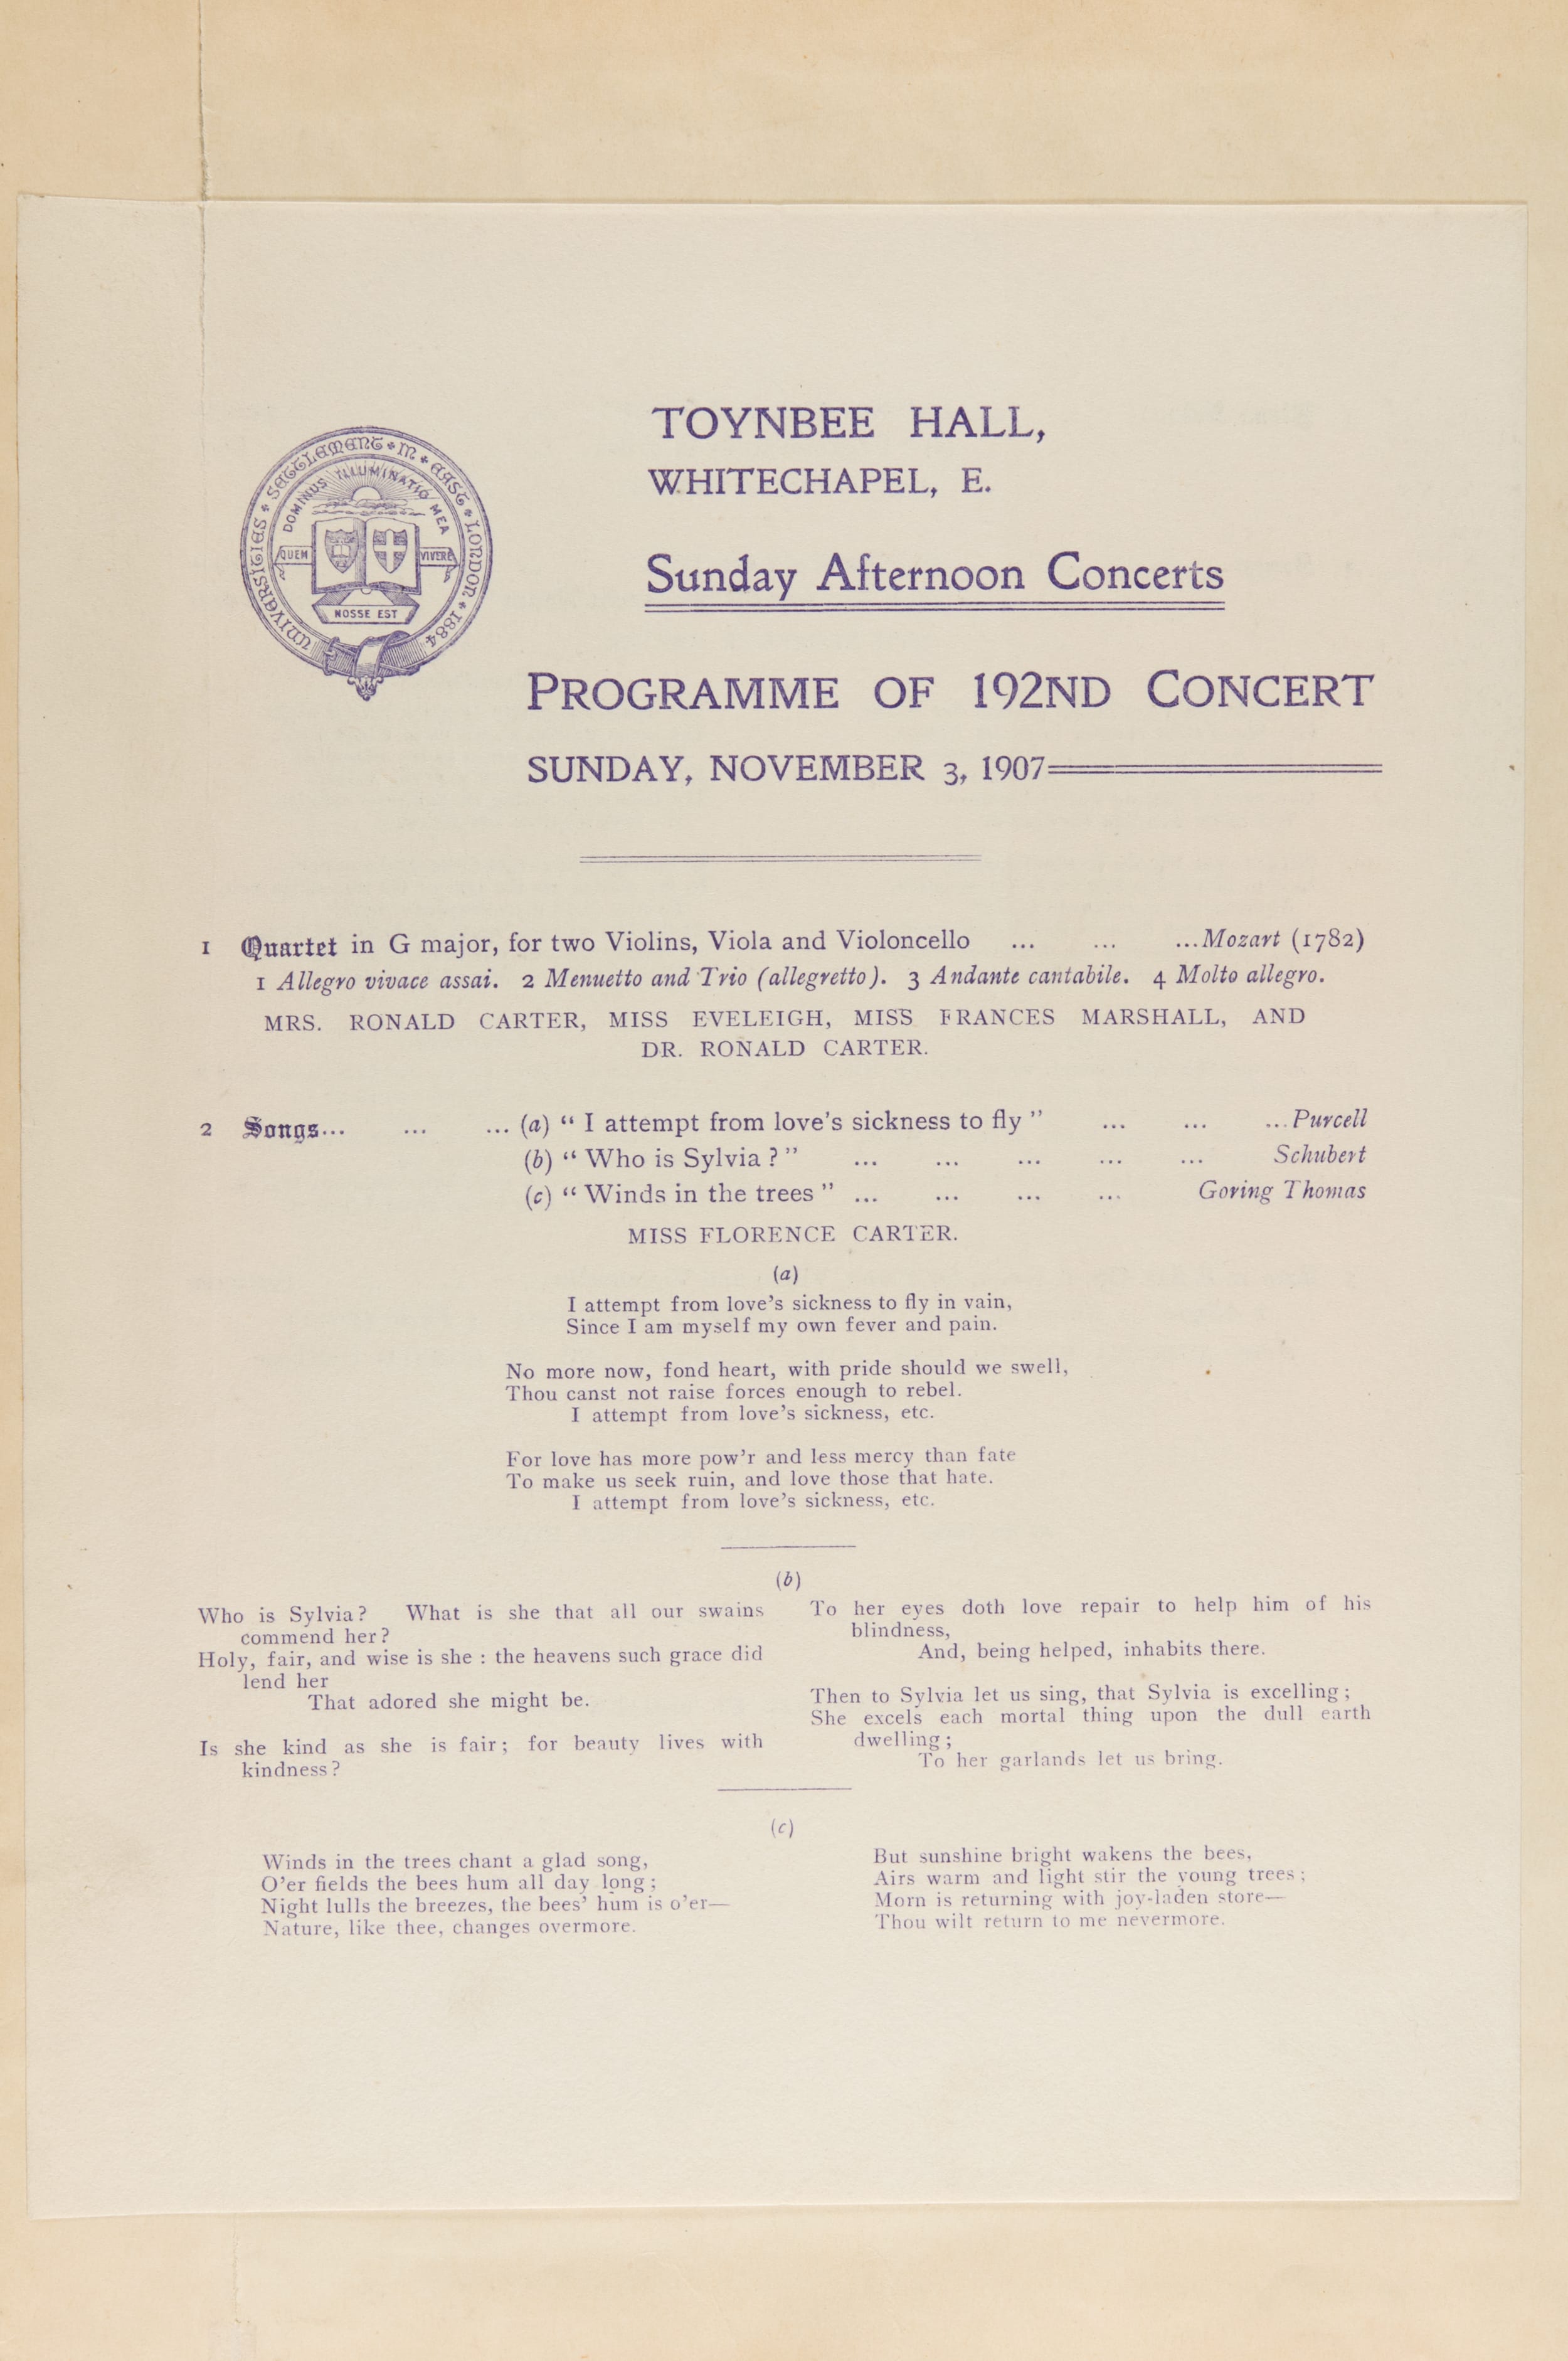 UNIVERSITIES + SETTLEMENT + IN + EAST + LONDON + 1884
DOMINUS ILLUMINATIO MEA
QUEM
VIVERE
NOSSE EST
TOYNBEE HALL,
WHITECHAPEL, E.
Sunday Afternoon Concerts
PROGRAMME OF 192ND CONCERT
SUNDAY, NOVEMBER 3, 1907
1 Quartet in G major, for two Violins, Viola and Violoncello ... ... ...Mozart (1782)
1 Allegro vivace assai. 2 Menuetto and Trio (allegretto). 3 Andante cantabile. 4 Molto allegro.
MRS. RONALD CARTER, MISS EVELEIGH, MISS FRANCES MARSHALL, AND
DR. RONALD CARTER.
2 Songs... ... ... (a) “ I attempt from love’s sickness to fly ” ... ... ...Purcell
(b) “ Who is Sylvia ? ” ... ... ... ... ... Schubert
(c) “ Winds in the trees ” ... ... ... ... Goring Thomas
MISS FLORENCE CARTER.
(a)
I attempt from love’s sickness to fly in vain,
Since I am myself my own fever and pain.
No more now, fond heart, with pride should we swell,
Thou canst not raise forces enough to rebel.
I attempt from love’s sickness, etc.
For love has more pow’r and less mercy than fate
To make us seek ruin, and love those that hate.
I attempt from love’s sickness, etc.
(b)
Who is Sylvia? What is she that all our swains
commend her?
Holy, fair, and wise is she : the heavens such grace did
lend her
That adored she might be.
Is she kind as she is fair; for beauty lives with
kindness?
To her eyes doth love repair to help him of his
blindness,
And, being helped, inhabits there.
Then to Sylvia let us sing, that Sylvia is excelling;
She excels each mortal thing upon the dull earth
dwelling;
To her garlands let us bring.
(c)
Winds in the trees chant a glad song,
O’er fields the bees hum all day long;
Night lulls the breezes, the bees’ hum is o’er—
Nature, like thee, changes overmore.
But sunshine bright wakens the bees,
Airs warm and light stir the young trees;
Morn is returning with joy-laden store—
Thou wilt return to me nevermore.